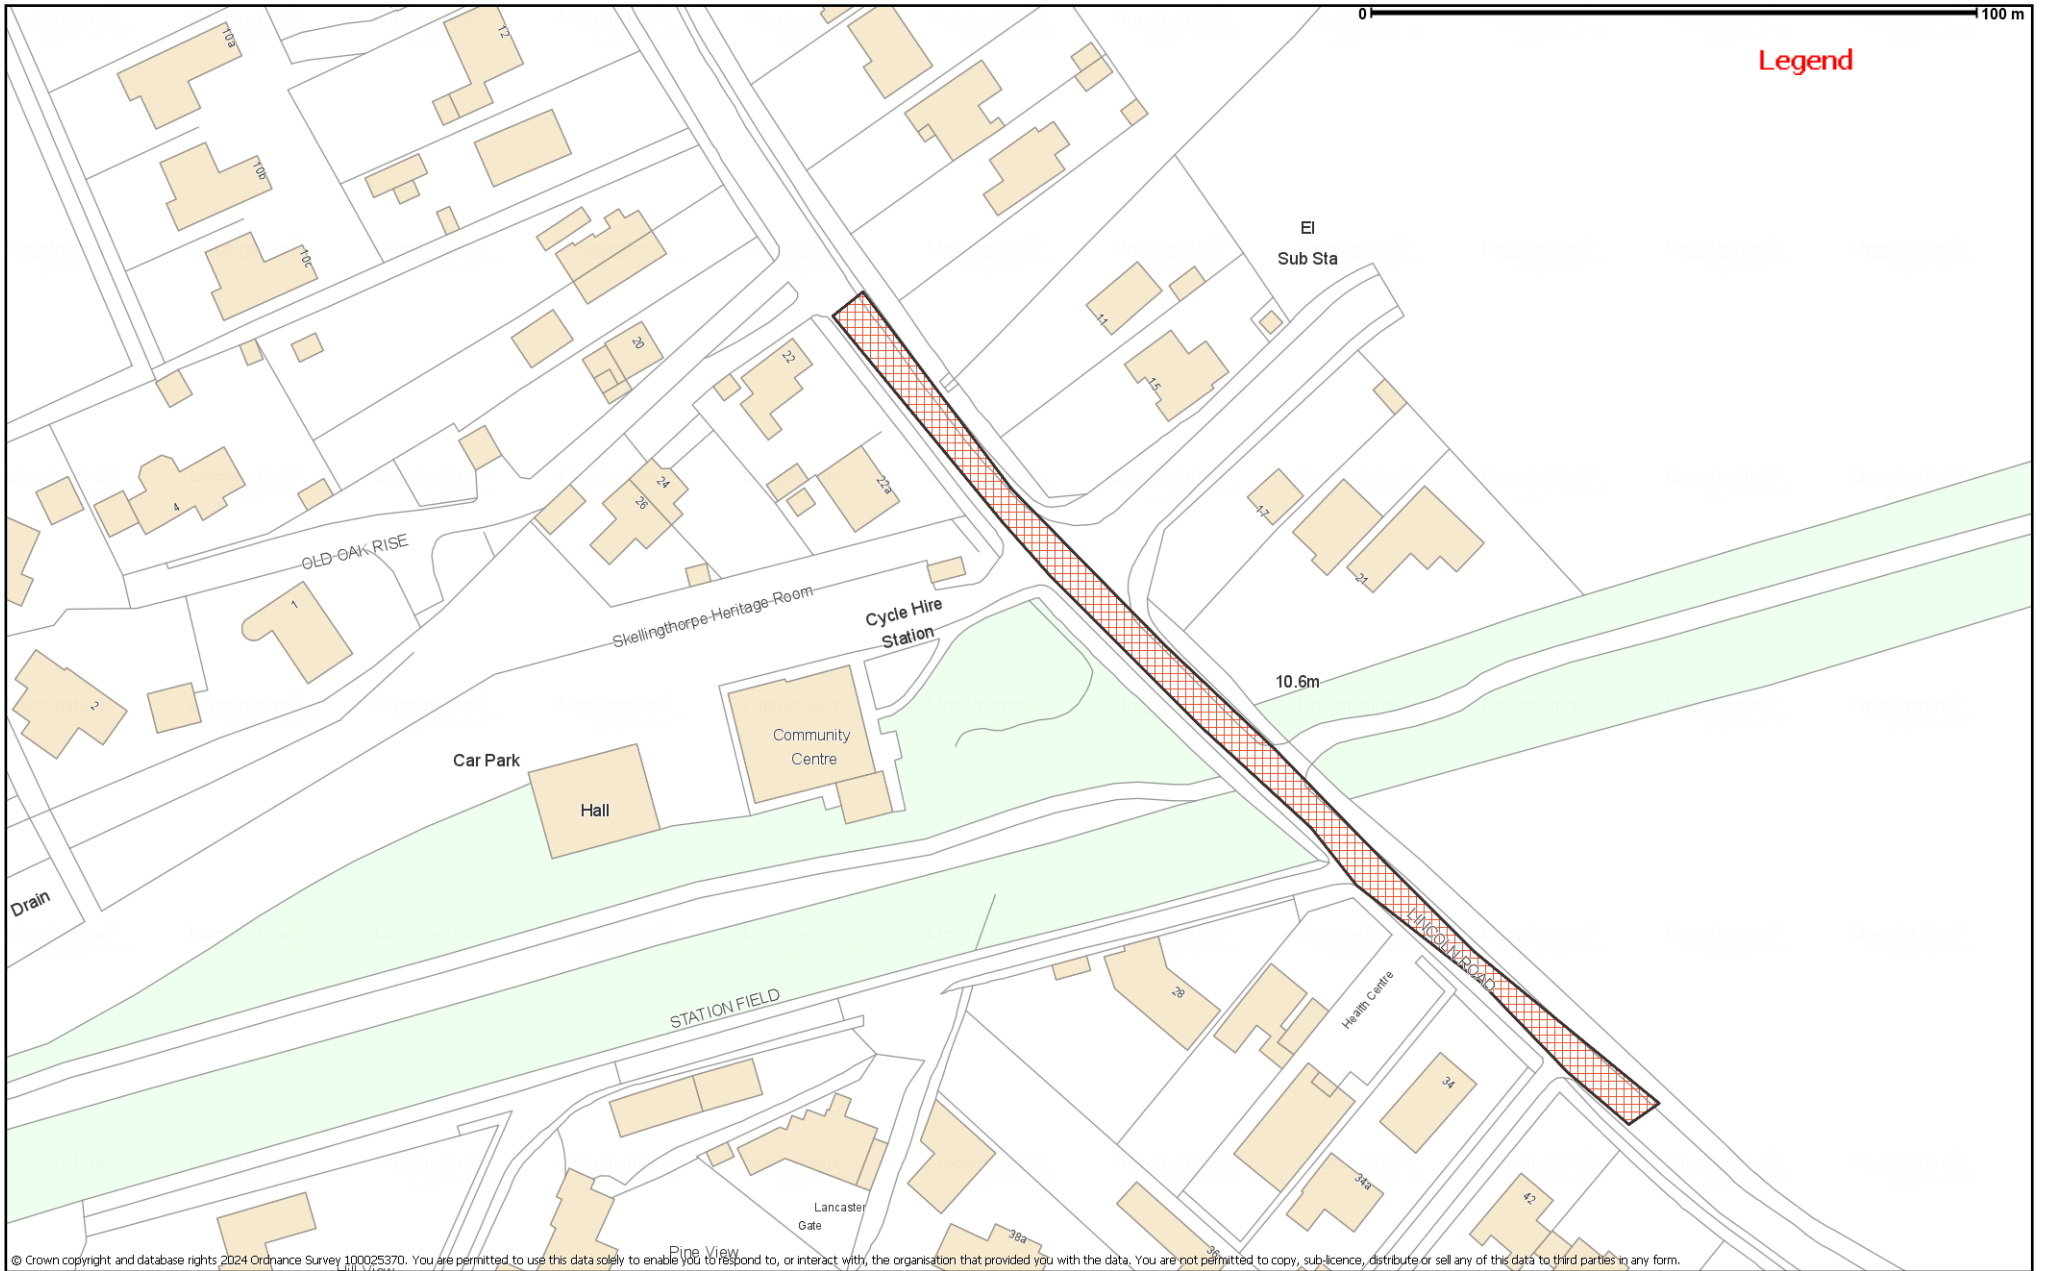 0 100 m
Legend
10a
12
10b
10c
El
Sub Sta
11
15
20
22
22a
24
26
4
17
21
OLD OAK RISE
1
2
Skellingthorpe Heritage Room
Cycle Hire
Station
10.6m
Community
Centre
Car Park
Hall
Drain
LINCOLN ROAD
STATION FIELD
28
Health Centre
34
34a
42
Lancaster
Gate
36
38a
Pine View
Hill View
© Crown copyright and database rights 2024 Ordnance Survey 100025370. You are permitted to use this data solely to enable you to respond to, or interact with, the organisation that provided you with the data. You are not permitted to copy, sub-licence, distribute or sell any of this data to third parties in any form.